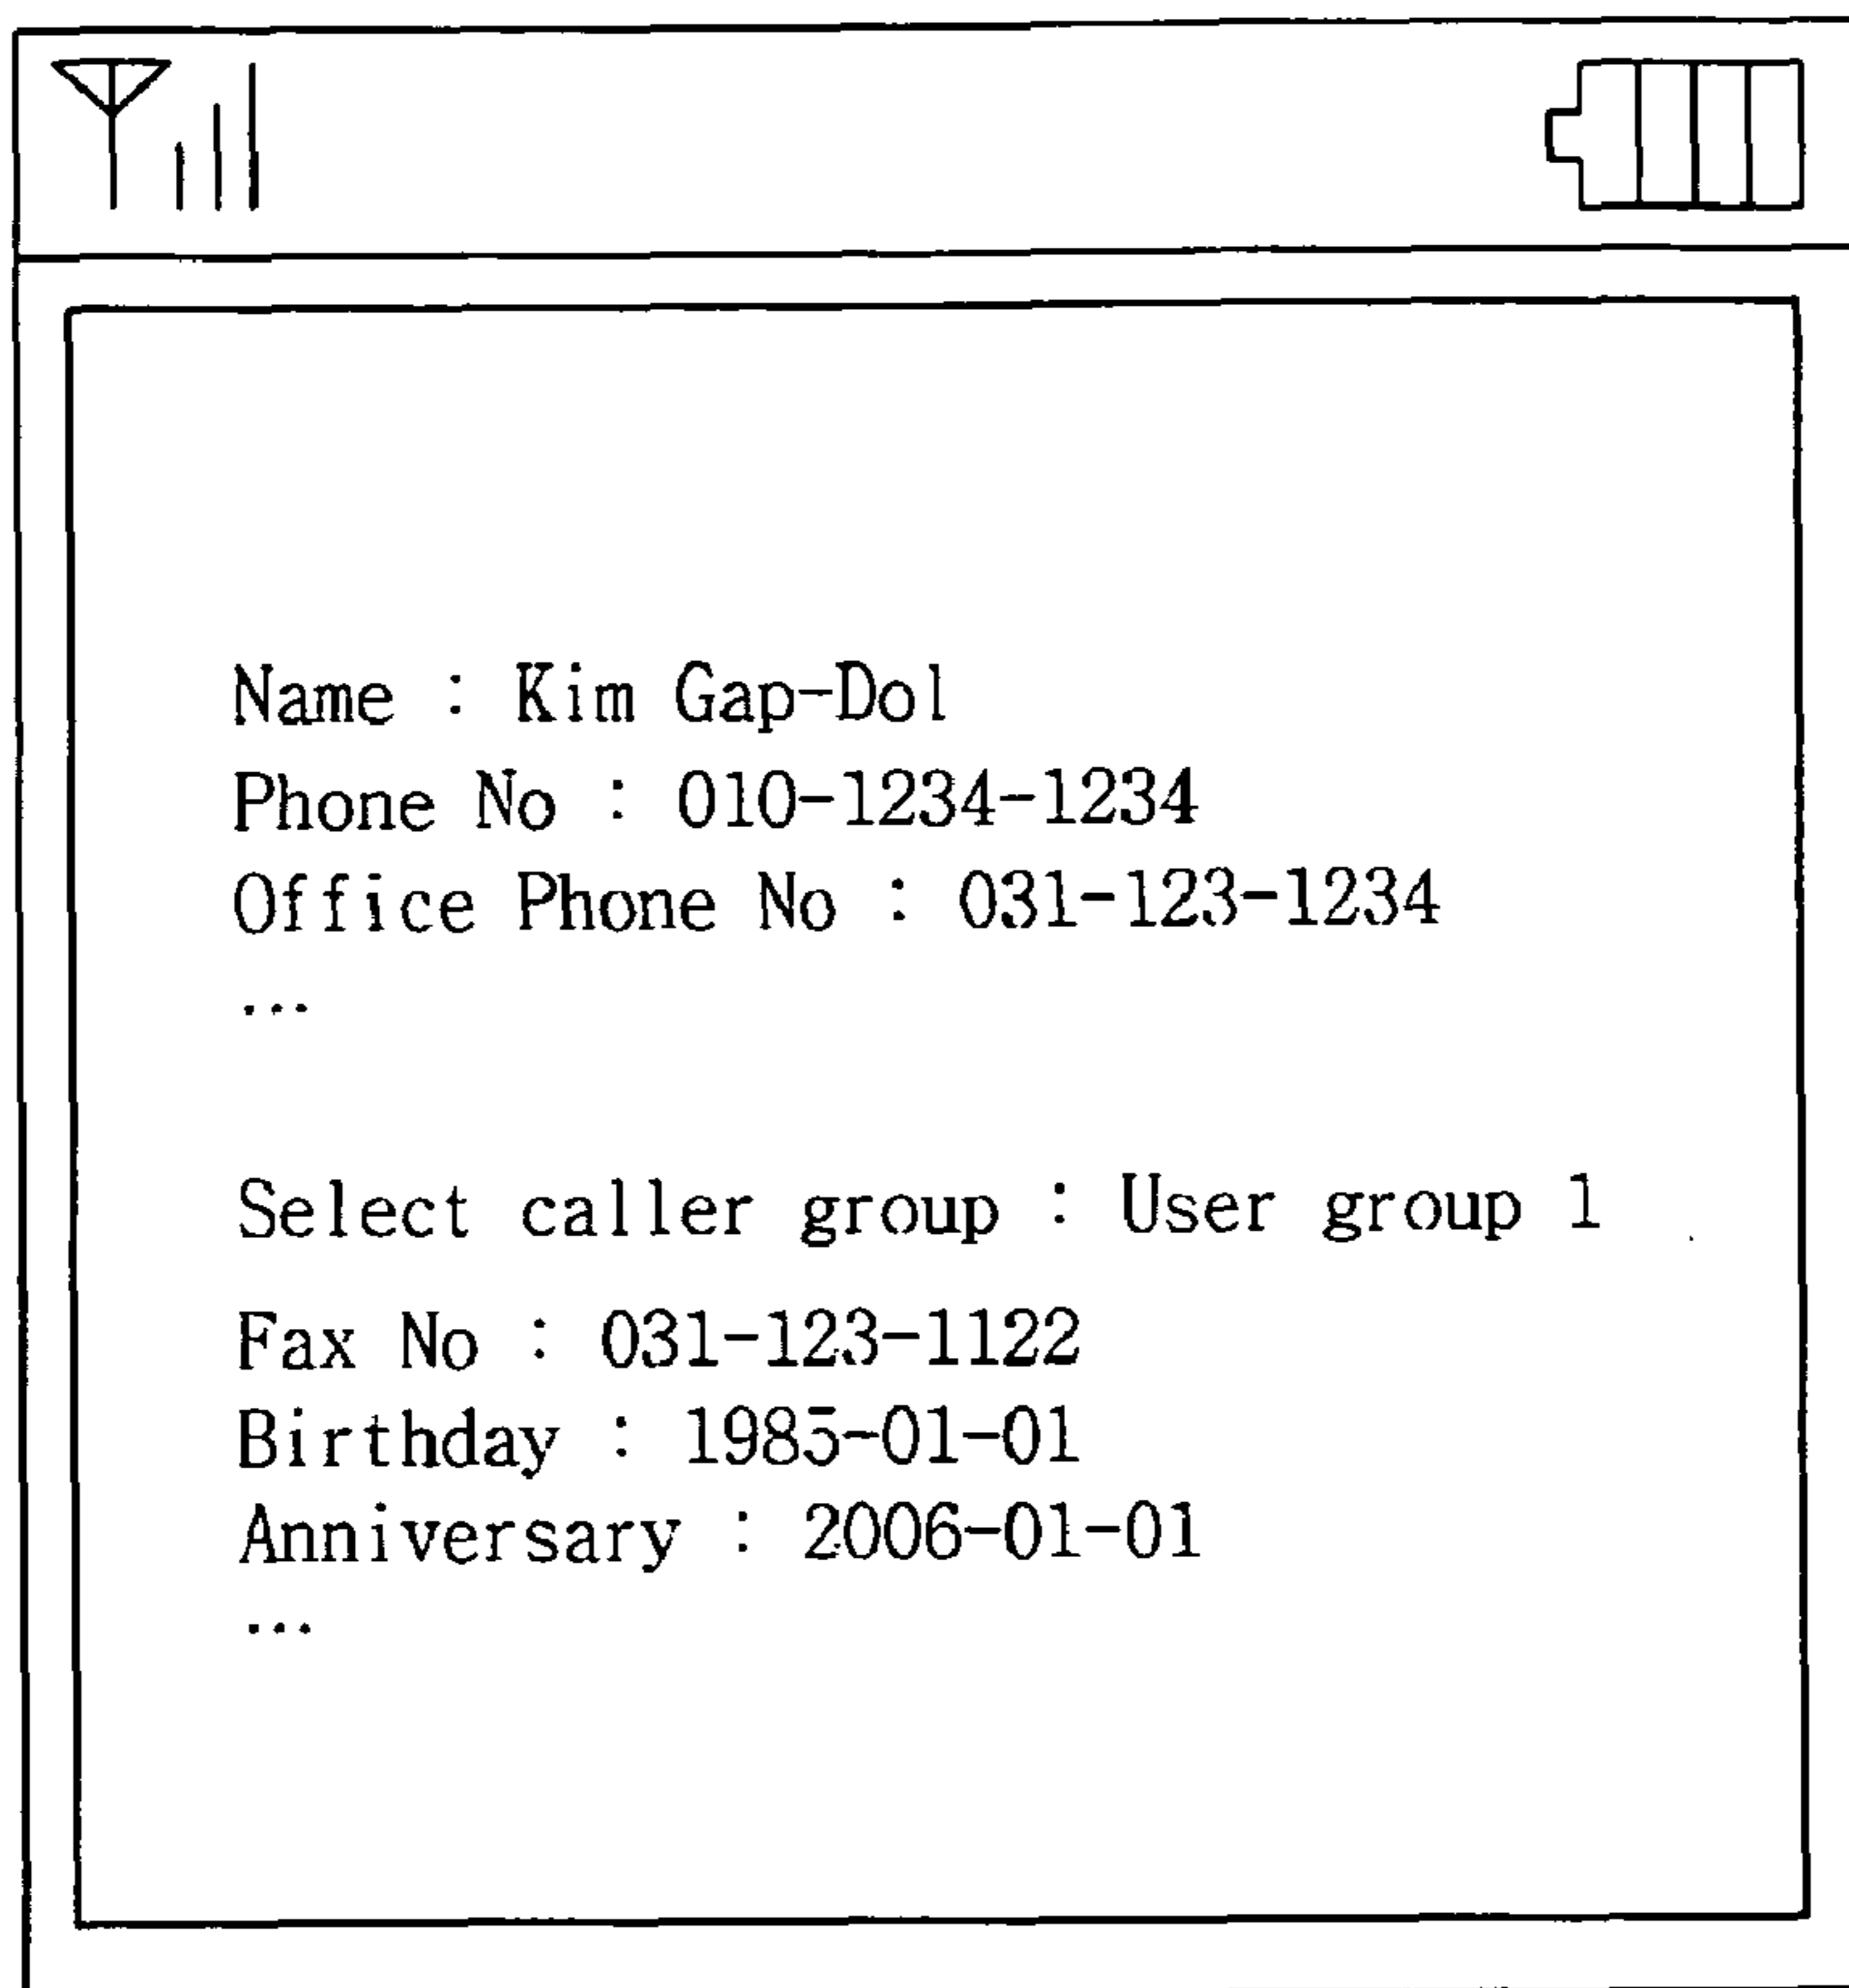 Name : Kim Gap-Dol
Phone No : 010-1234-1234
Office Phone No : 031-123-1234
...
Select caller group : User group 1
Fax No : 031-123-1122
Birthday : 1985-01-01
Anniversary : 2006-01-01
...